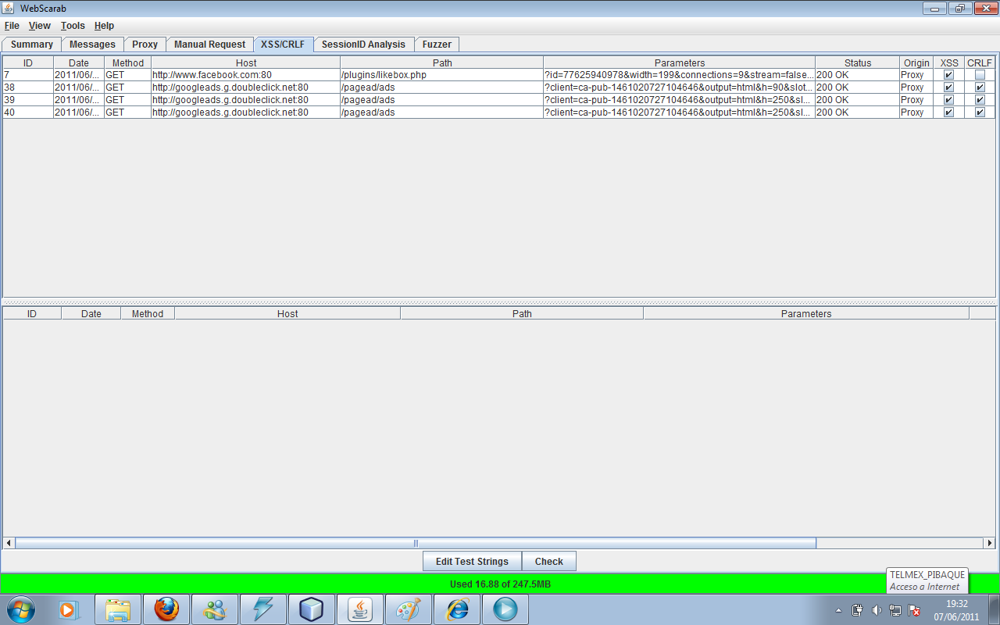 WebScarab
File View Tools Help
Summary Messages Proxy Manual Request XSS/CRLF SessionID Analysis Fuzzer
ID Date Method Host Path Parameters Status Origin XSS CRLF
7 2011/06/... GET http://www.facebook.com:80 /plugins/likebox.php ?id=77625940978&width=199&connections=9&stream=false... 200 OK Proxy
38 2011/06/... GET http://googleads.g.doubleclick.net:80 /pagead/ads ?client=ca-pub-1461020727104646&output=html&h=90&slot... 200 OK Proxy
39 2011/06/... GET http://googleads.g.doubleclick.net:80 /pagead/ads ?client=ca-pub-1461020727104646&output=html&h=250&sl... 200 OK Proxy
40 2011/06/... GET http://googleads.g.doubleclick.net:80 /pagead/ads ?client=ca-pub-1461020727104646&output=html&h=250&sl... 200 OK Proxy
ID Date Method Host Path Parameters
Edit Test Strings Check
Used 16.88 of 247.5MB
TELMEX_PIBAQUE
Acceso a Internet
19:32
07/06/2011